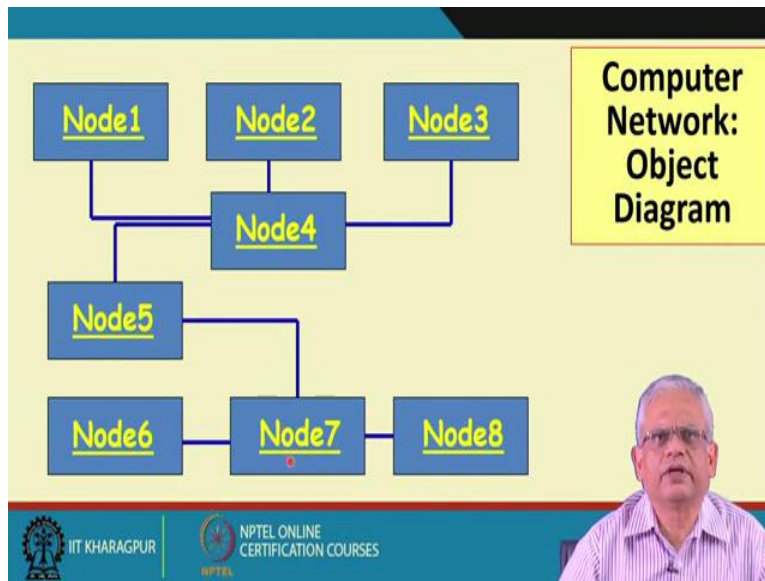 Node1
Node2
Node3
Computer
Network:
Object
Diagram
Node4
Node5
Node6
Node7
Node8
IIT KHARAGPUR
NPTEL
NPTEL ONLINE
CERTIFICATION COURSES